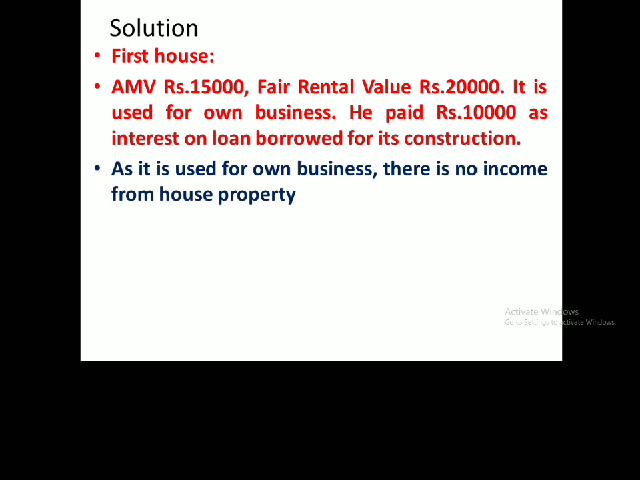 Solution
• First house:
• AMV Rs.15000, Fair Rental Value Rs.20000. It is
used for own business. He paid Rs.10000 as
interest on loan borrowed for its construction.
• As it is used for own business, there is no income
from house property
Activate Windows
Go to Settings to activate Windows.